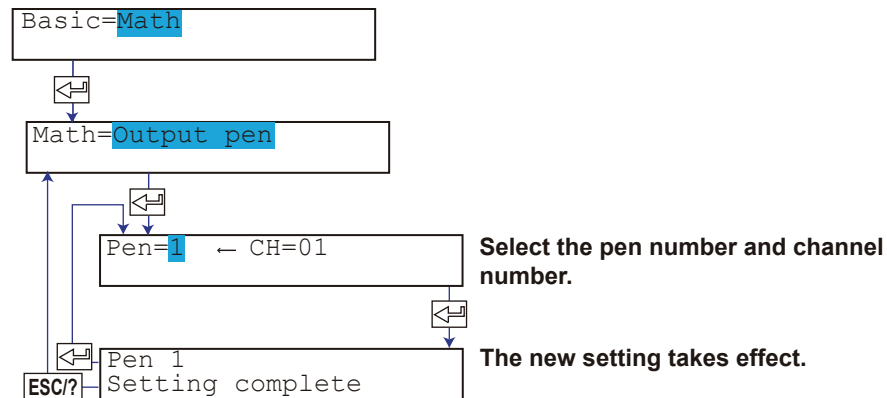 Basic=Math
Math=Output pen
Pen=1 ← CH=01
Select the pen number and channel
number.
Pen 1
Setting complete
The new setting takes effect.
ESC/?